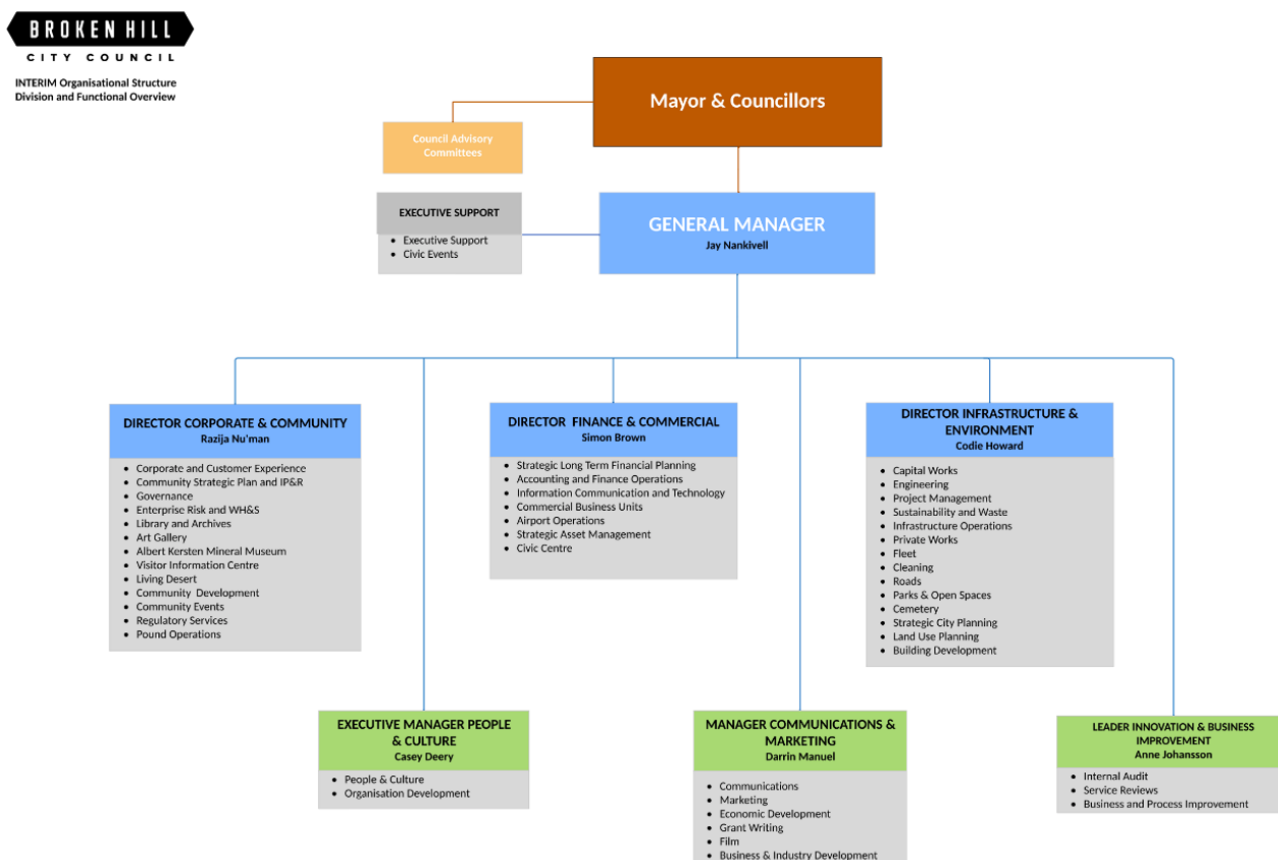 BROKEN HILL
CITY COUNCIL
INTERIM Organisational Structure
Division and Functional Overview
Mayor & Councillors
Council Advisory
Committees
EXECUTIVE SUPPORT
• Executive Support
• Civic Events
GENERAL MANAGER
Jay Nankivell
DIRECTOR CORPORATE & COMMUNITY
Razija Nu'man
• Corporate and Customer Experience
• Community Strategic Plan and IP&R
• Governance
• Enterprise Risk and WH&S
• Library and Archives
• Art Gallery
• Albert Kersten Mineral Museum
• Visitor Information Centre
• Living Desert
• Community Development
• Community Events
• Regulatory Services
• Pound Operations
DIRECTOR FINANCE & COMMERCIAL
Simon Brown
• Strategic Long Term Financial Planning
• Accounting and Finance Operations
• Information Communication and Technology
• Commercial Business Units
• Airport Operations
• Strategic Asset Management
• Civic Centre
DIRECTOR INFRASTRUCTURE &
ENVIRONMENT
Codie Howard
• Capital Works
• Engineering
• Project Management
• Sustainability and Waste
• Infrastructure Operations
• Private Works
• Fleet
• Cleaning
• Roads
• Parks & Open Spaces
• Cemetery
• Strategic City Planning
• Land Use Planning
• Building Development
EXECUTIVE MANAGER PEOPLE
& CULTURE
Casey Deery
• People & Culture
• Organisation Development
MANAGER COMMUNICATIONS &
MARKETING
Darrin Manuel
• Communications
• Marketing
• Economic Development
• Grant Writing
• Film
• Business & Industry Development
LEADER INNOVATION & BUSINESS
IMPROVEMENT
Anne Johansson
• Internal Audit
• Service Reviews
• Business and Process Improvement